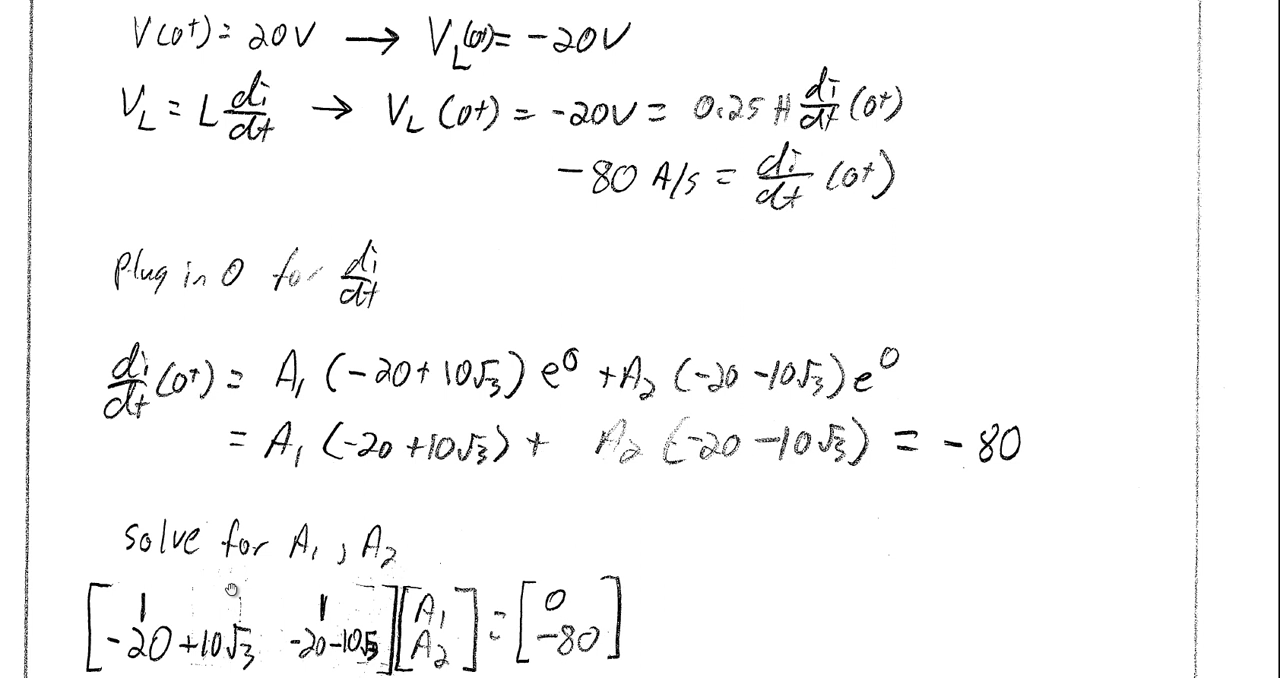 V(0+) = 20V → V_L(0+) = -20V
V_L = L di/dt → V_L (0+) = -20V = 0.25 H di/dt (0+)
-80 A/s = di/dt (0+)
Plug in 0 for di/dt
di/dt (0+) = A₁ (-20+10√3) e⁰ + A₂ (-20-10√3) e⁰
= A₁ (-20+10√3) + A₂ (-20-10√3) = -80
solve for A₁, A₂
[1 1; -20+10√3 -20-10√3] [A₁; A₂] = [0; -80]